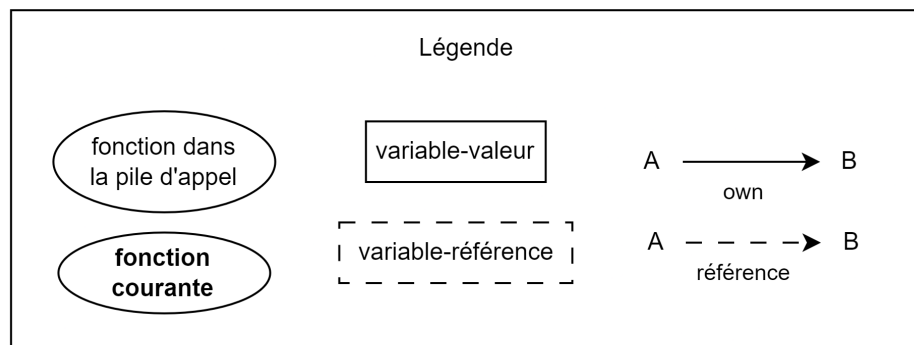 Légende
fonction dans
la pile d'appel
variable-valeur
A
B
own
fonction
courante
variable-référence
A
B
référence